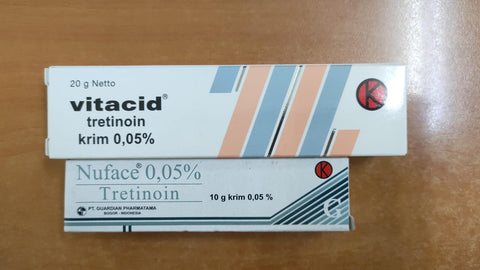 20 g Netto
vitacid®
tretinoin
krim 0,05%
K
Nuface® 0,05%
Tretinoin
10 g krim 0,05 %
PT. GUARDIAN PHARMATAMA
BOGOR - INDONESIA
K
G